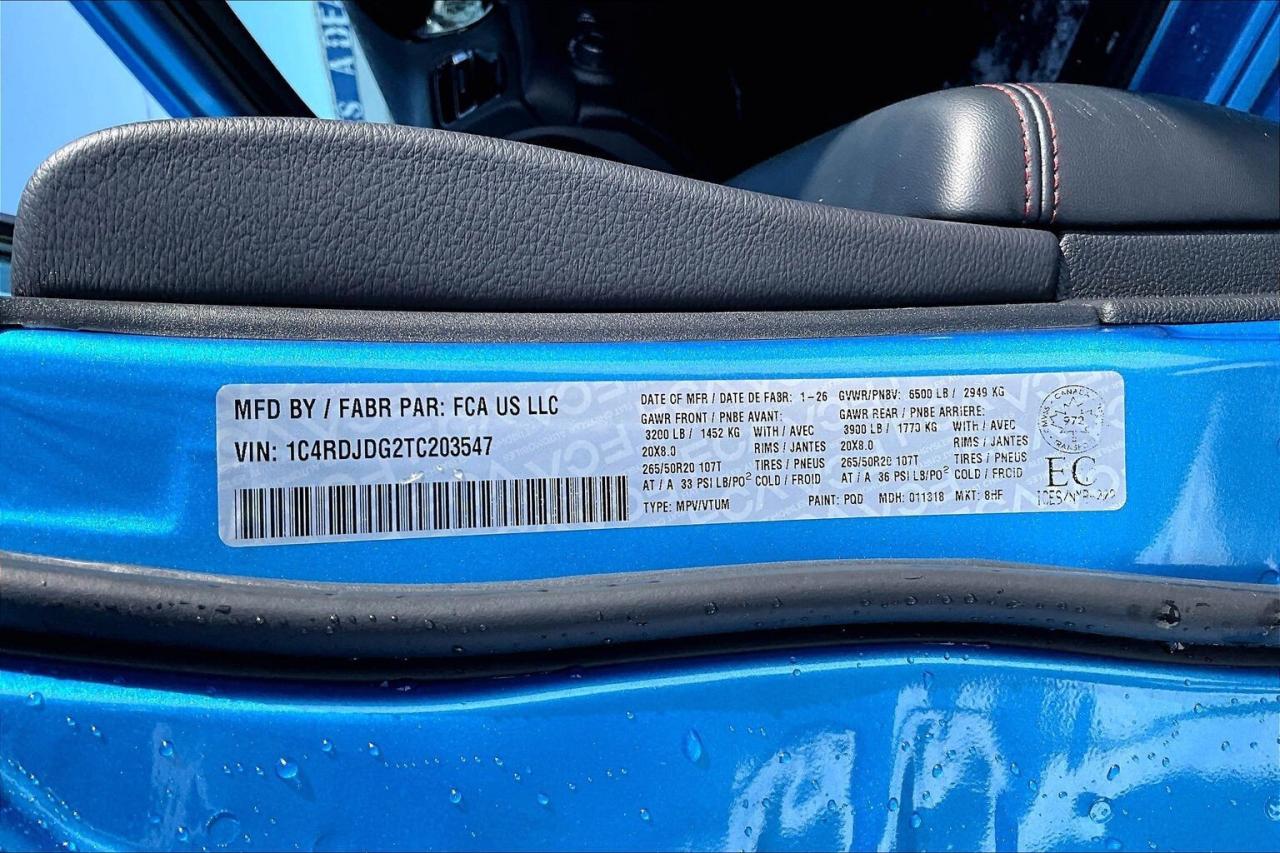 S A DE
MFD BY / FABR PAR: FCA US LLC
VIN: 1C4RDJDG2TC203547
DATE OF MFR / DATE DE FABR: 1-26 GVWR/PNBV: 6500 LB / 2949 KG
GAWR FRONT / PNBE AVANT: GAWR REAR / PNBE ARRIERE:
3200 LB / 1452 KG WITH / AVEC 3900 LB / 1770 KG WITH / AVEC
20X8.0 RIMS / JANTES 20X8.0 RIMS / JANTES
265/50R20 107T TIRES / PNEUS 265/50R20 107T TIRES / PNEUS
AT / A 33 PSI LB/PO² COLD / FROID AT / A 36 PSI LB/PO² COLD / FROID
TYPE: MPV/VTUM PAINT: PQD MDH: 011318 MKT: 8HF
CANADA
972
EC